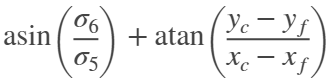 asin(σ₆/σ₅) + atan((y_c − y_f)/(x_c − x_f))